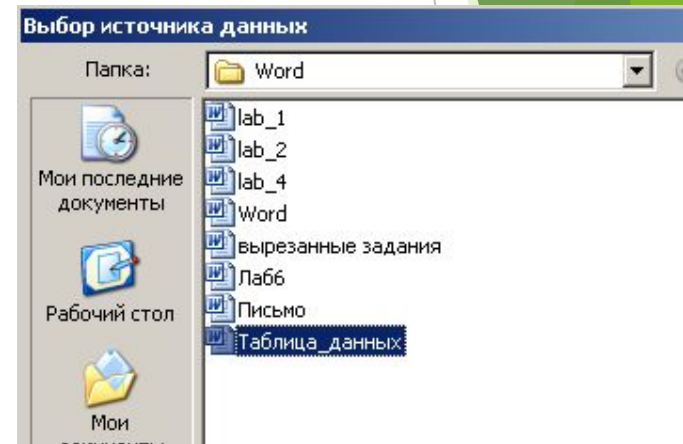 Выбор источника данных
Папка:
Word
lab_1
lab_2
lab_4
Word
вырезанные задания
Лаб6
Письмо
Таблица_данных
Мои последние
документы
Рабочий стол
Мои
документы